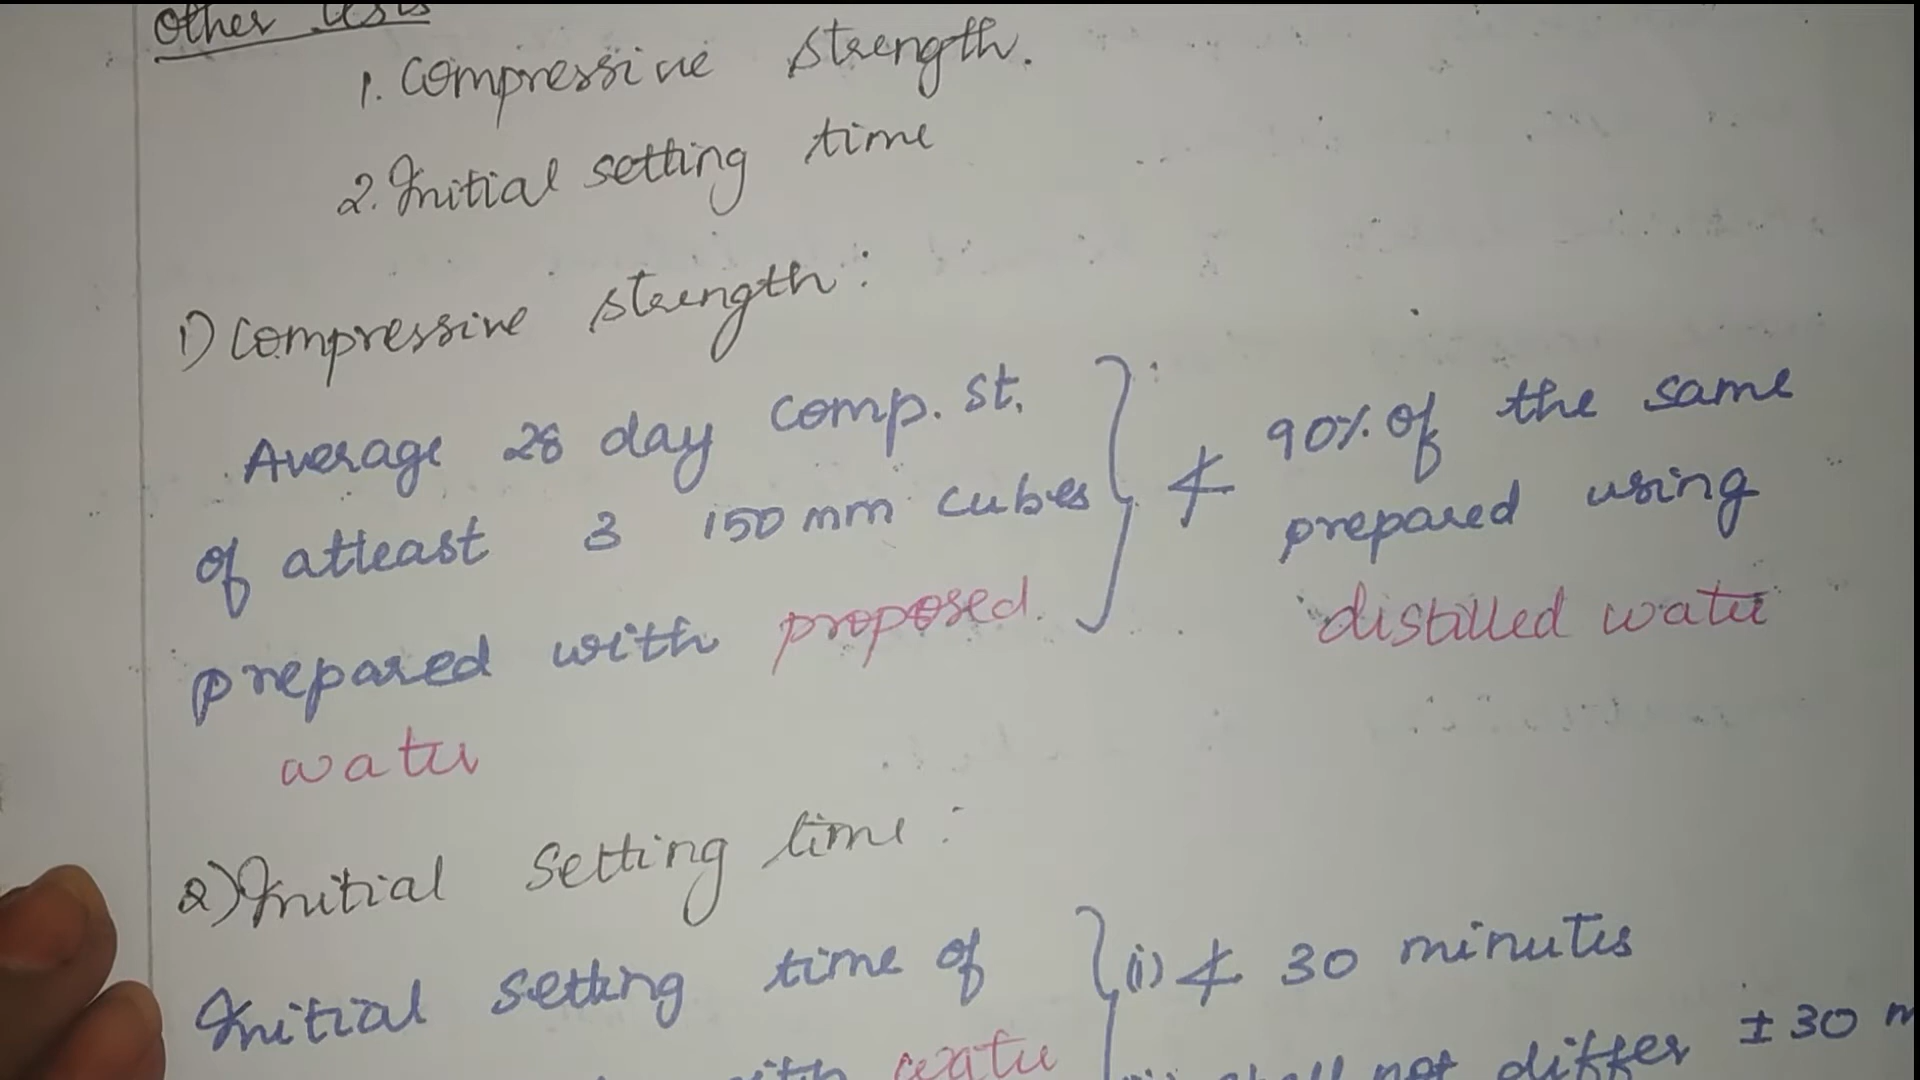 Other tests
1. Compressive strength.
2. Initial setting time
1) Compressive strength:
Average 28 day comp. st.
of atleast 3 150 mm cubes
prepared with proposed
water
≮ 90% of the same
prepared using
distilled water
2) Initial setting time:
Initial setting time of
with water
(i) ≮ 30 minutes
shall not differ ± 30 m